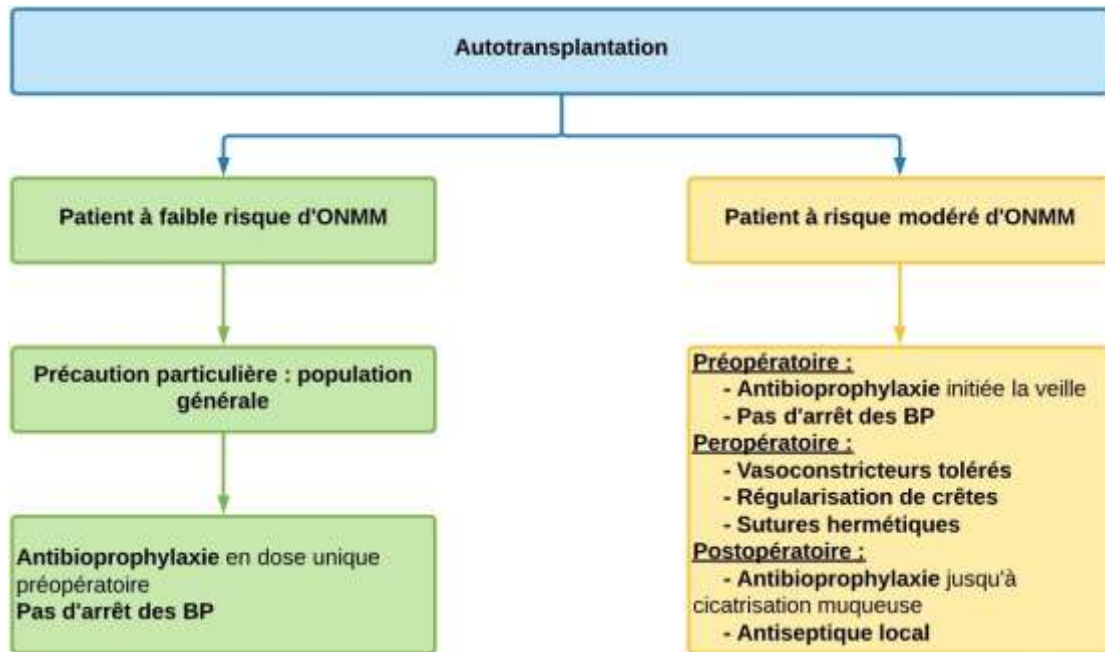 Autotransplantation
Patient à faible risque d'ONMM
Patient à risque modéré d'ONMM
Précaution particulière : population
générale
Antibioprophylaxie en dose unique
préopératoire
Pas d'arrêt des BP
Préopératoire :
- Antibioprophylaxie initiée la veille
- Pas d'arrêt des BP
Peropératoire :
- Vasoconstricteurs tolérés
- Régularisation de crêtes
- Sutures hermétiques
Postopératoire :
- Antibioprophylaxie jusqu'à
cicatrisation muqueuse
- Antiseptique local